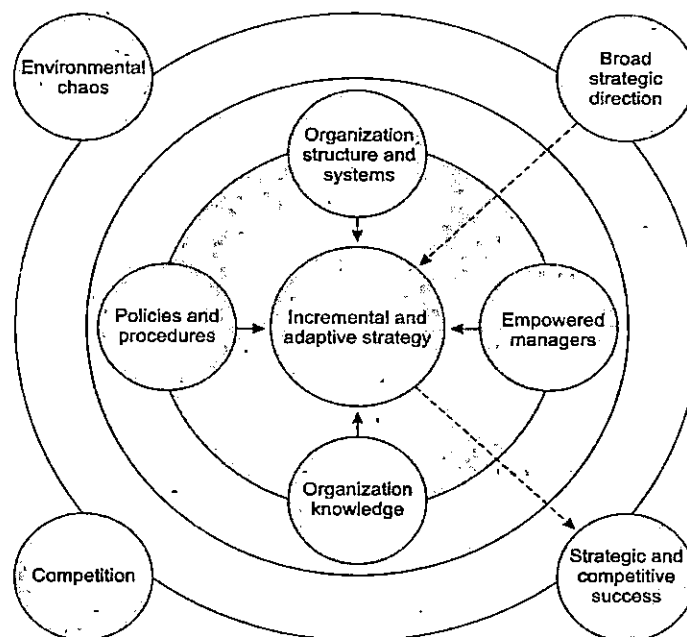 Environmental
chaos
Broad
strategic
direction
Organization
structure and
systems
Policies and
procedures
Incremental and
adaptive strategy
Empowered
managers
Organization
knowledge
Competition
Strategic and
competitive
success